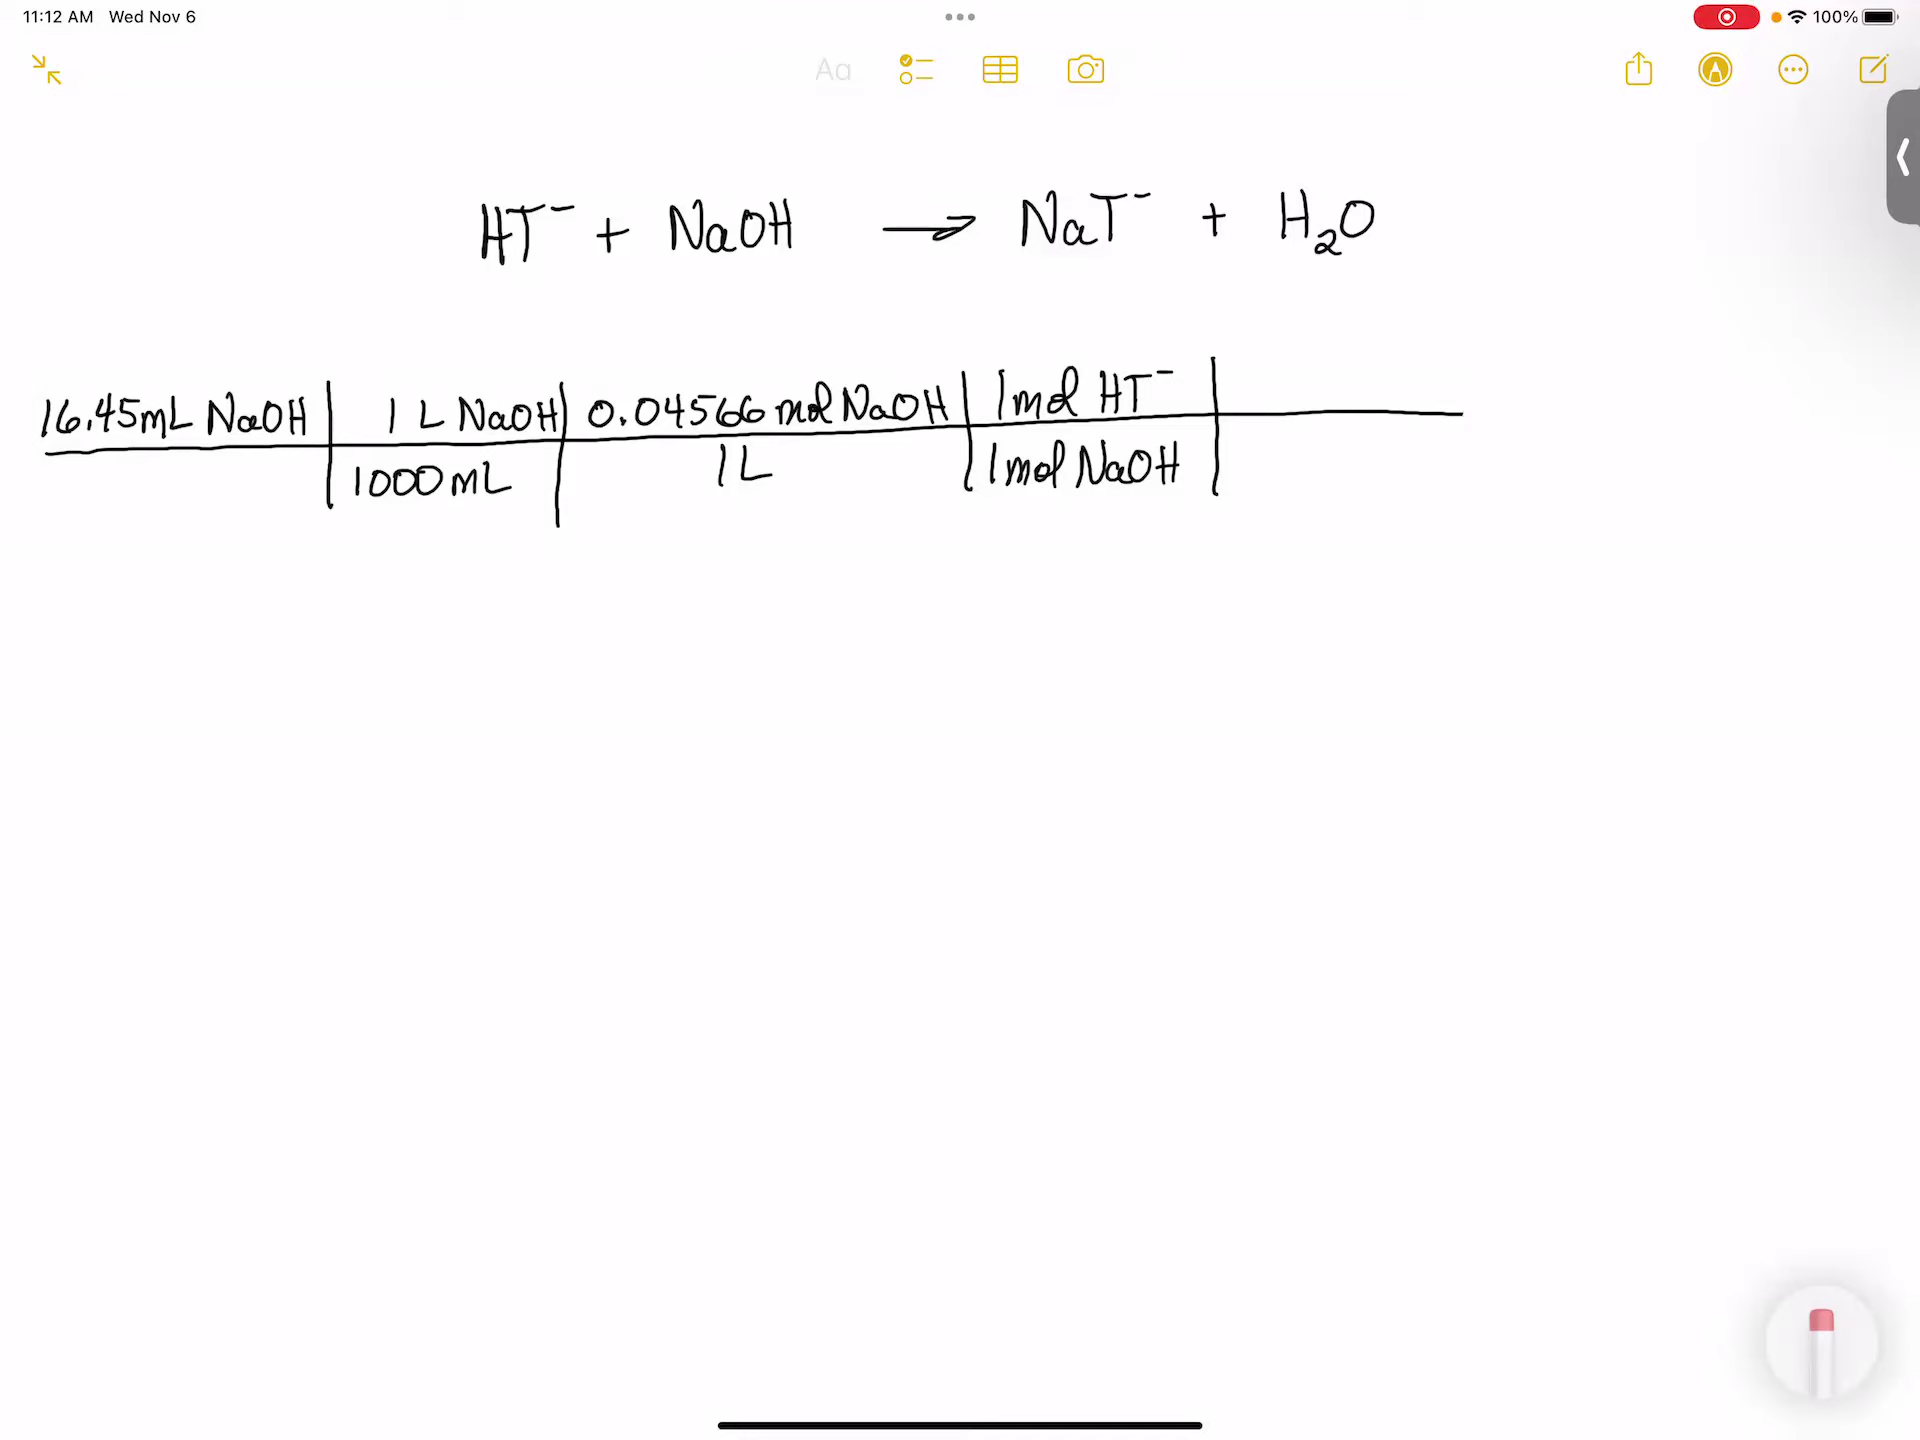 11:12 AM Wed Nov 6
100%
Aa
HT⁻ + NaOH → NaT⁻ + H₂O
16.45mL NaOH | 1 L NaOH | 0.04566 mol NaOH | 1mol HT⁻
1000mL | 1L | 1mol NaOH